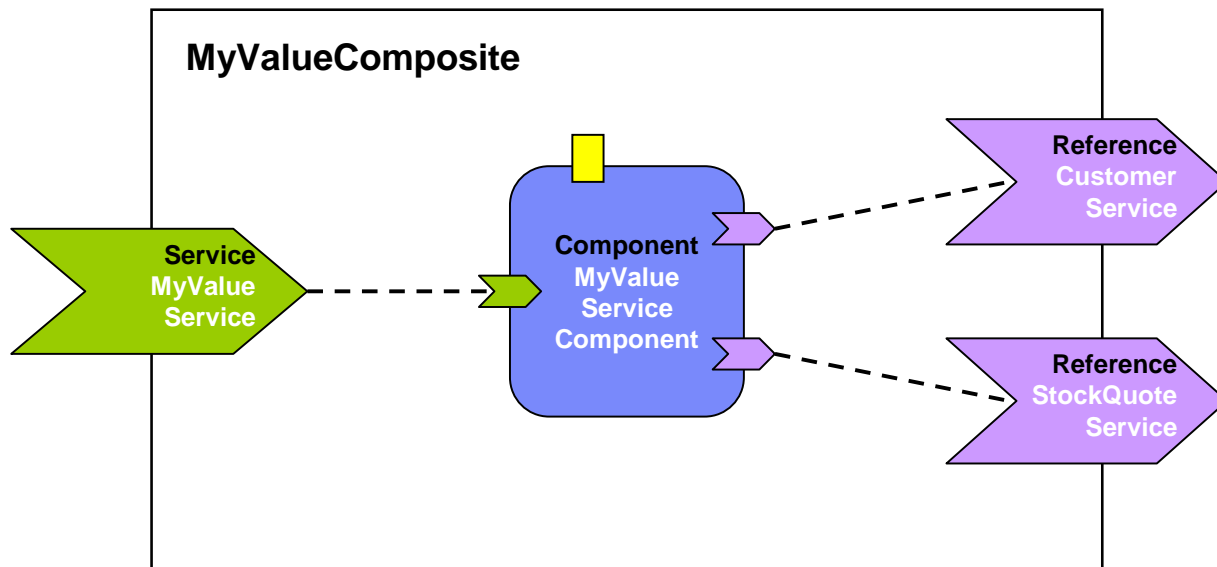 MyValueComposite
Service
MyValue
Service
Component
MyValue
Service
Component
Reference
Customer
Service
Reference
StockQuote
Service